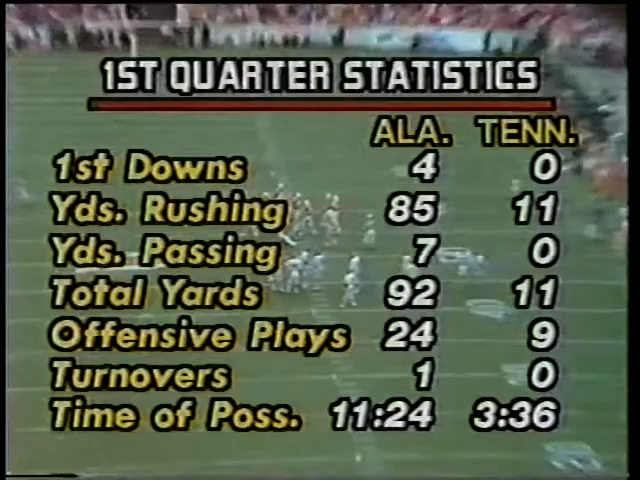 1ST QUARTER STATISTICS
ALA. TENN.
1st Downs 4 0
Yds. Rushing 85 11
Yds. Passing 7 0
Total Yards 92 11
Offensive Plays 24 9
Turnovers 1 0
Time of Poss. 11:24 3:36